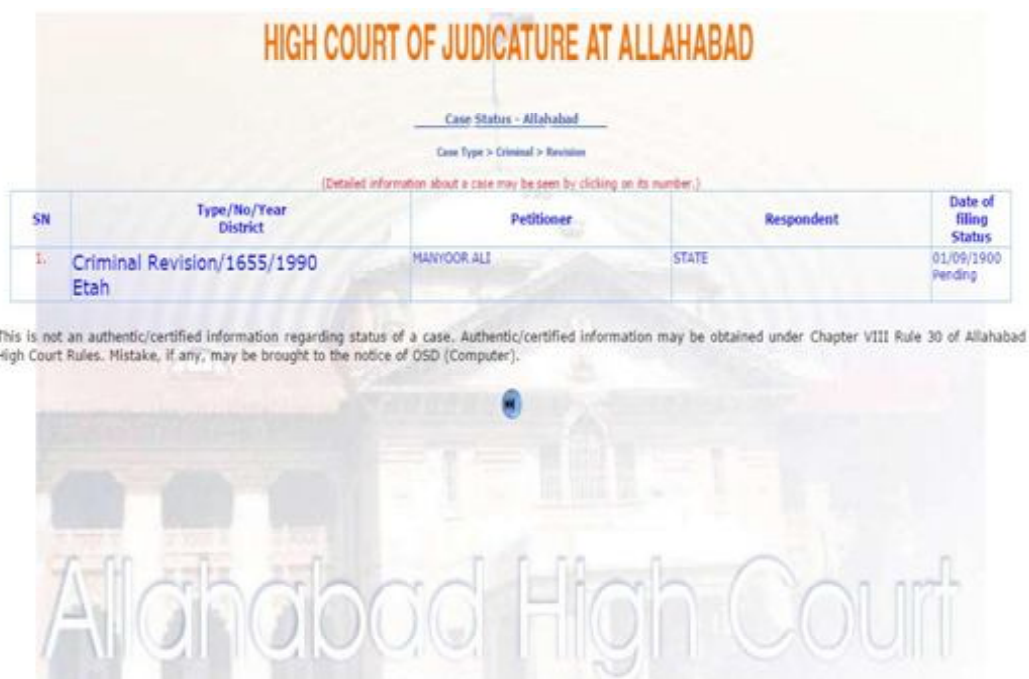 HIGH COURT OF JUDICATURE AT ALLAHABAD
Case Status - Allahabad
Case Type > Criminal > Revision
(Detailed information about a case may be seen by clicking on its number.)
SN Type/No/Year Petitioner Respondent Date of
District filing
Status
1. Criminal Revision/1655/1990 MANYOOR ALI STATE 01/09/1900
Etah Pending
This is not an authentic/certified information regarding status of a case. Authentic/certified information may be obtained under Chapter VIII Rule 30 of Allahabad
High Court Rules. Mistake, if any, may be brought to the notice of OSD (Computer).
Allahabad High Court